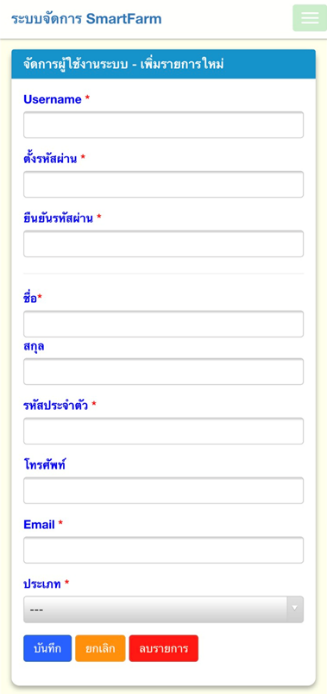 ระบบจัดการ SmartFarm
จัดการผู้ใช้งานระบบ - เพิ่มรายการใหม่
Username *
ตั้งรหัสผ่าน *
ยืนยันรหัสผ่าน *
ชื่อ*
สกุล
รหัสประจำตัว *
โทรศัพท์
Email *
ประเภท *
---
บันทึก ยกเลิก ลบรายการ